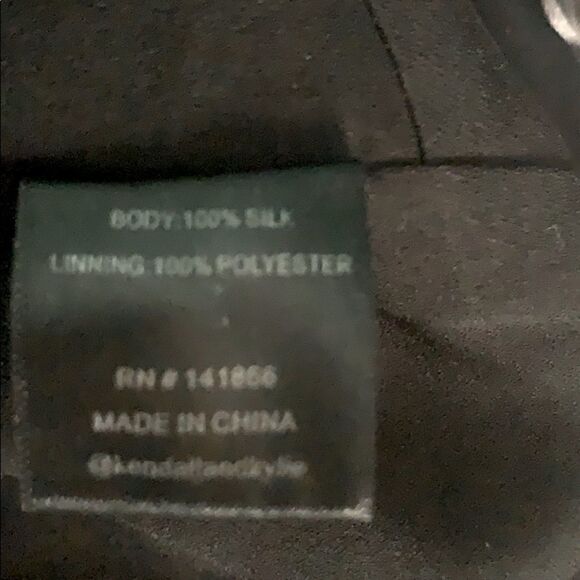 BODY:100% SILK
LINNING:100% POLYESTER
RN # 141866
MADE IN CHINA
@kendallandkylie